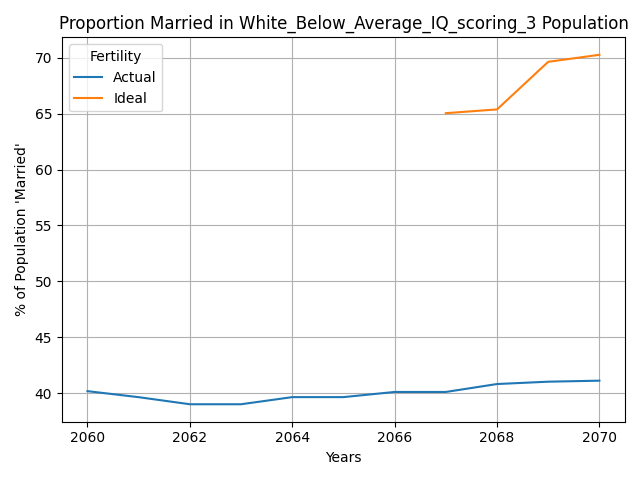 Proportion Married in White_Below_Average_IQ_scoring_3 Population
Fertility
Actual
Ideal
% of Population 'Married'
70
65
60
55
50
45
40
2060
2062
2064
2066
2068
2070
Years